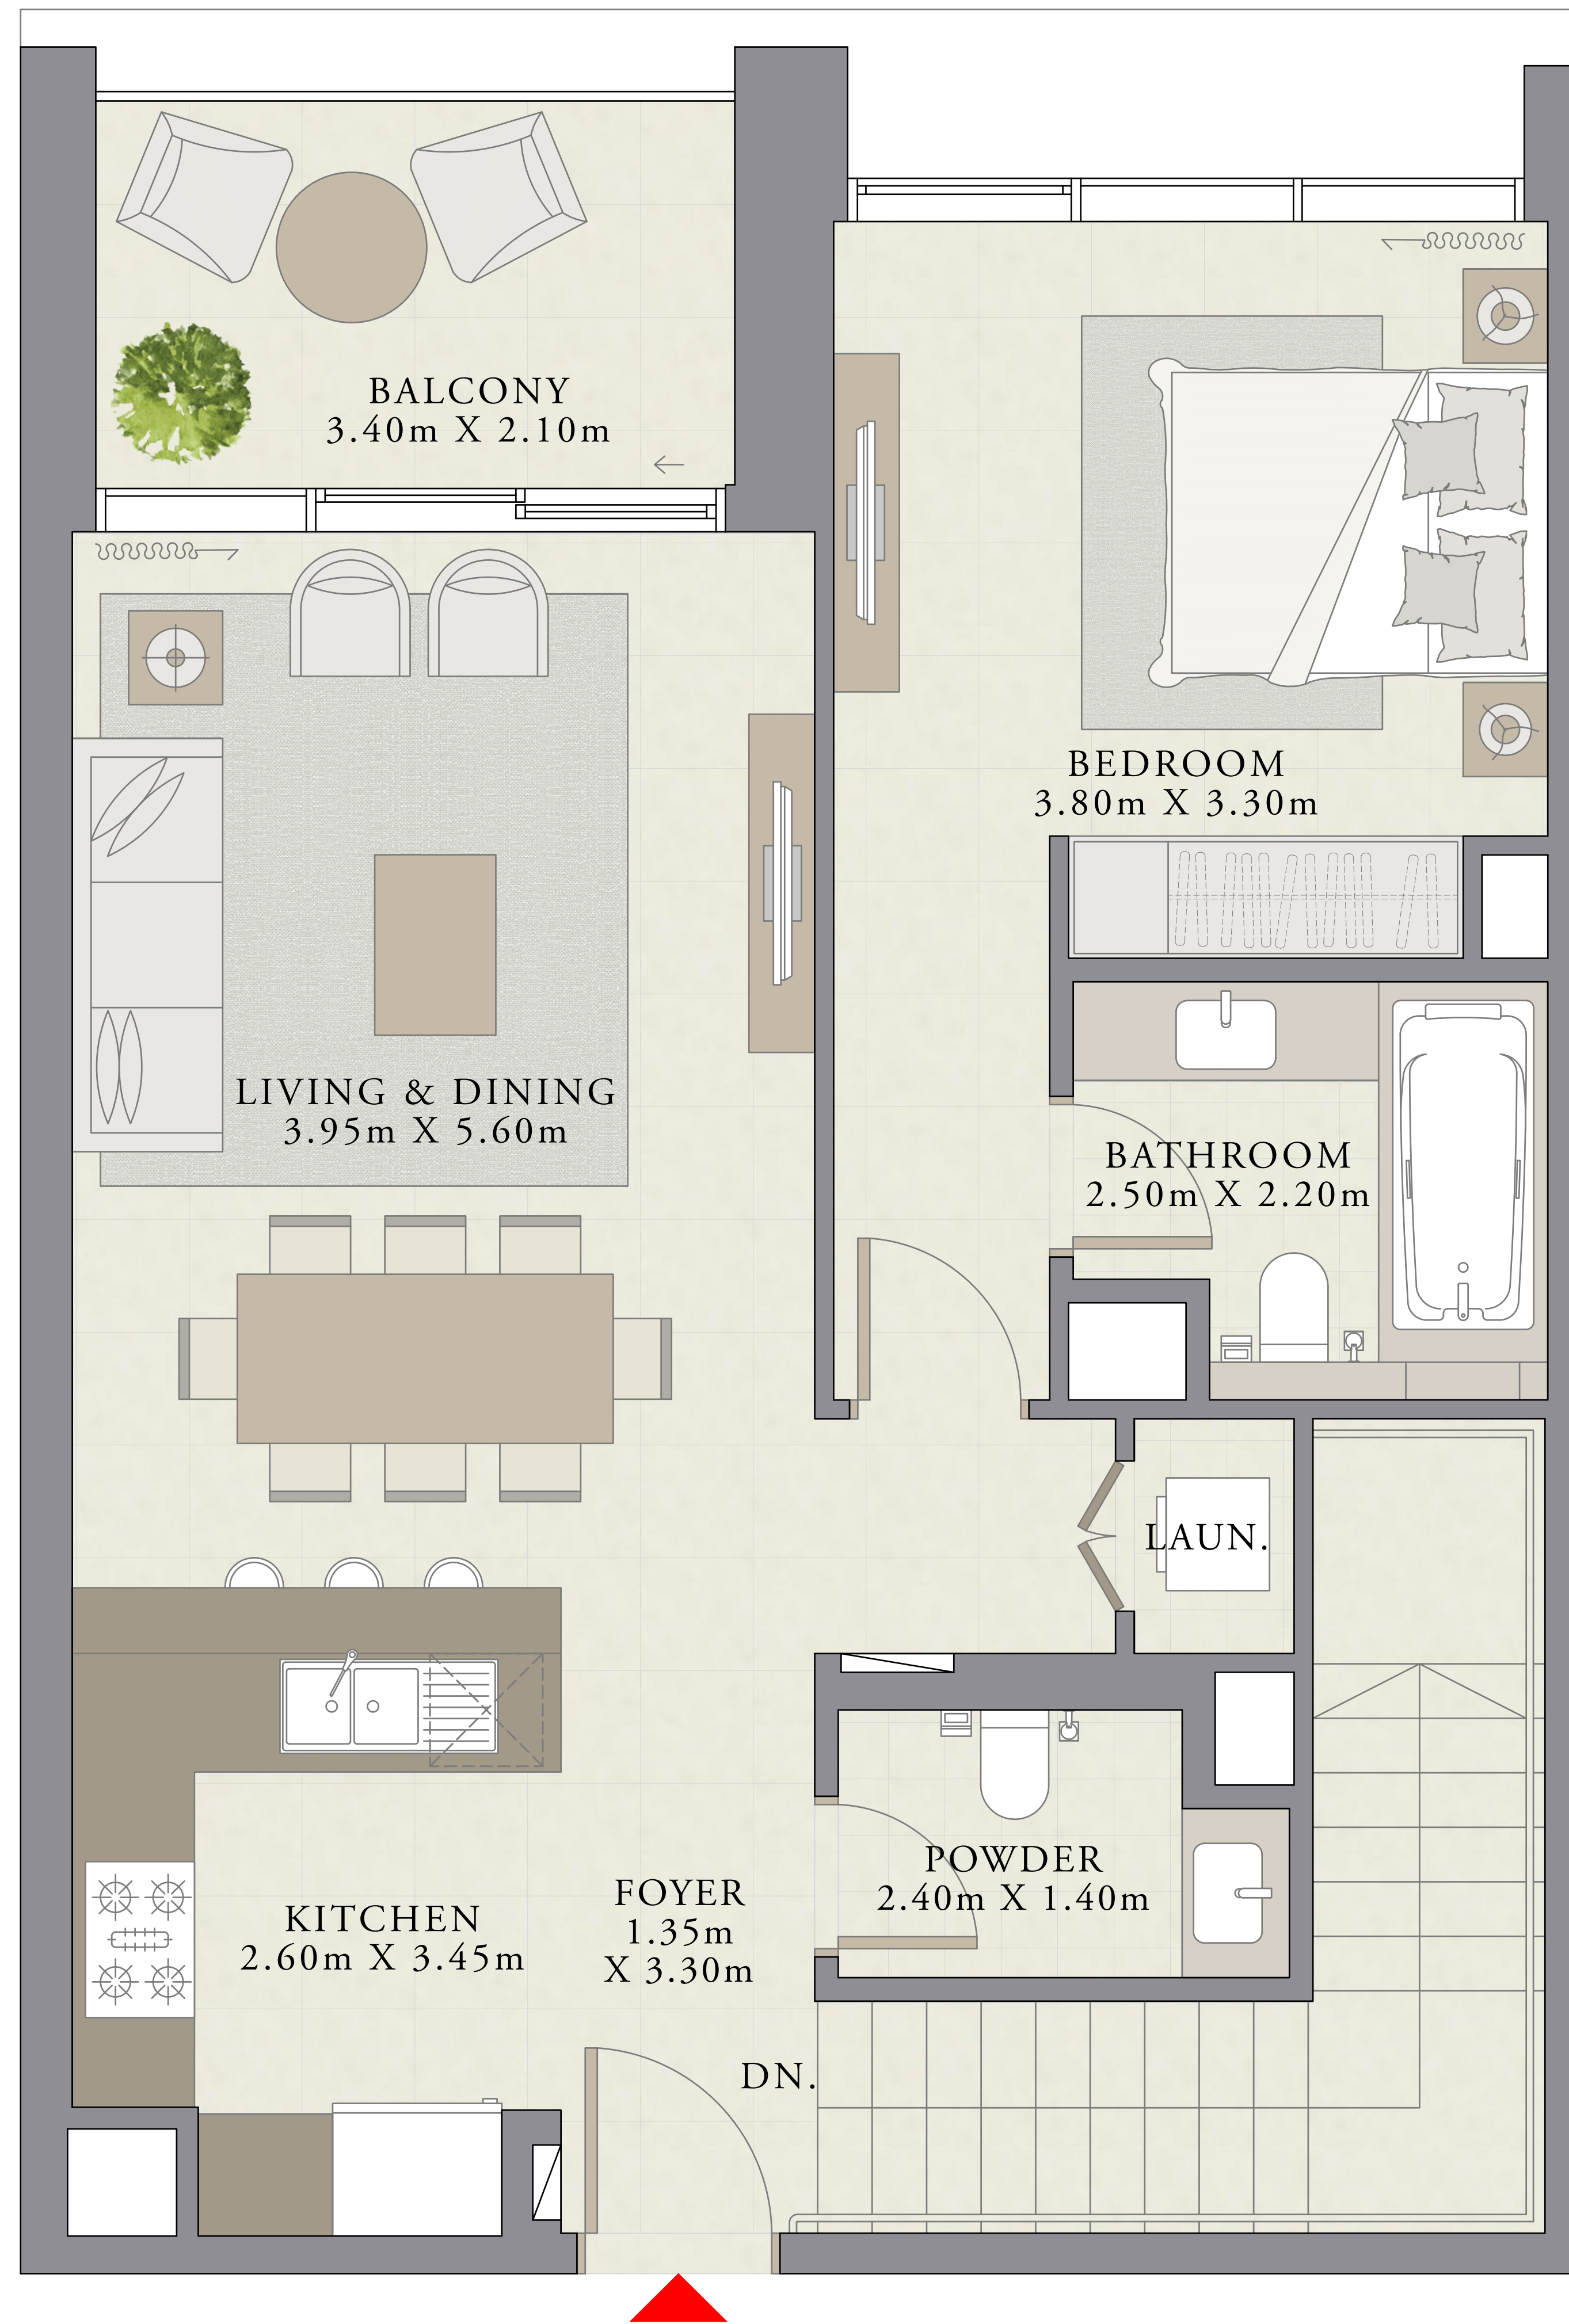 BALCONY
3.40m X 2.10m
BEDROOM
3.80m X 3.30m
LIVING & DINING
3.95m X 5.60m
BATHROOM
2.50m X 2.20m
LAUN.
POWDER
2.40m X 1.40m
FOYER
1.35m
X 3.30m
KITCHEN
2.60m X 3.45m
DN.